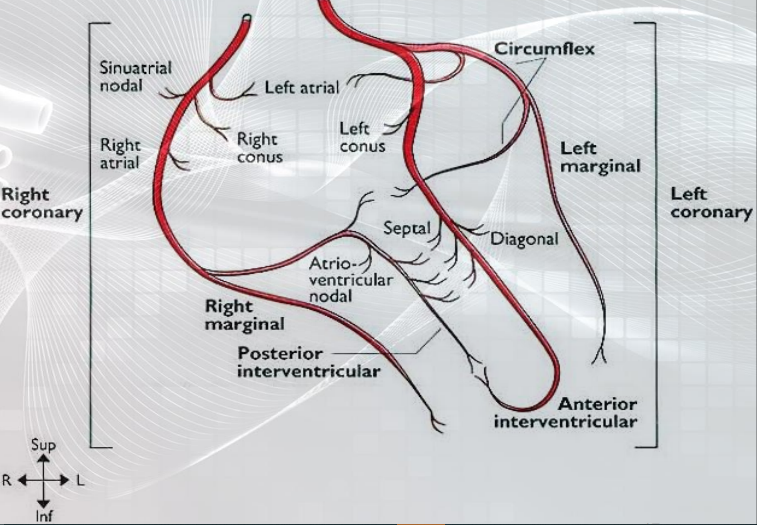 Circumflex
Sinuatrial
nodal
Left atrial
Left
conus
Right
conus
Right
atrial
Left
marginal
Right
coronary
Left
coronary
Septal
Diagonal
Atrio-
ventricular
nodal
Right
marginal
Posterior
interventricular
Anterior
interventricular
Sup
R
L
Inf